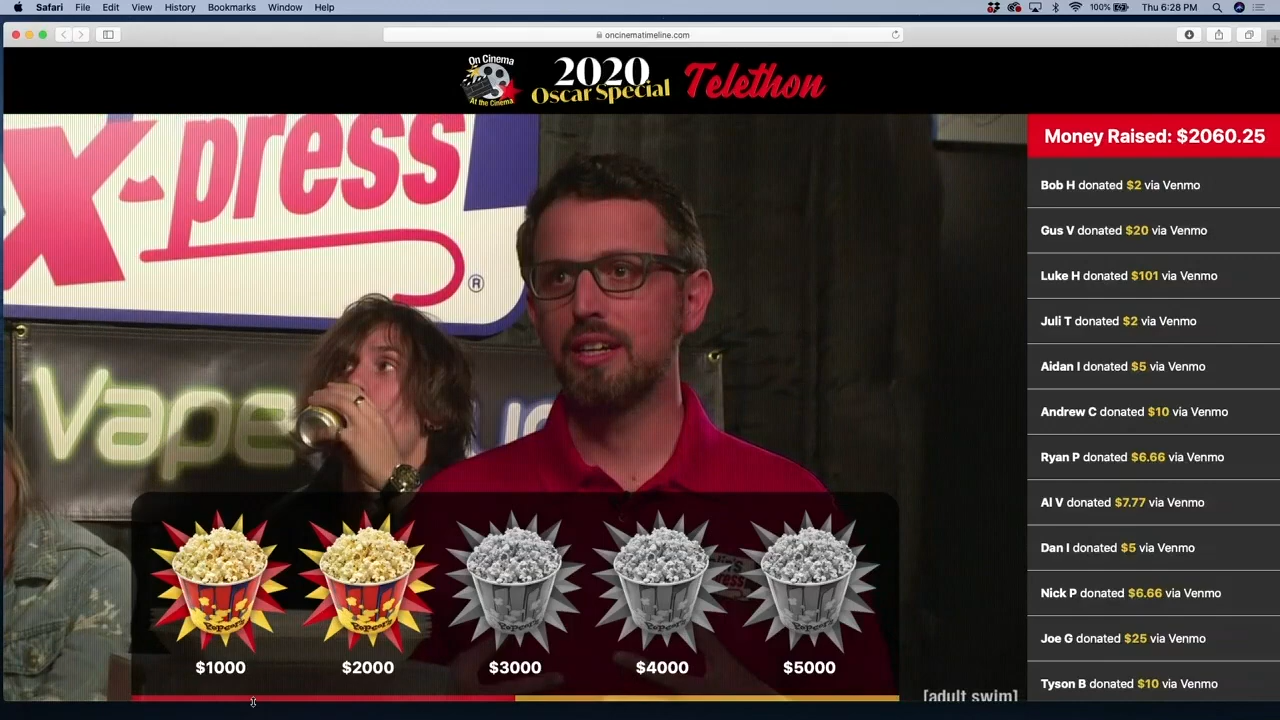 Safari File Edit View History Bookmarks Window Help 100% Thu 6:28 PM
oncinematimeline.com
On Cinema
At the Cinema
2020
Oscar Special
Telethon
Money Raised: $2060.25
Bob H donated $2 via Venmo
Gus V donated $20 via Venmo
Luke H donated $101 via Venmo
Juli T donated $2 via Venmo
Aidan I donated $5 via Venmo
Andrew C donated $10 via Venmo
Ryan P donated $6.66 via Venmo
Al V donated $7.77 via Venmo
Dan I donated $5 via Venmo
Nick P donated $6.66 via Venmo
Joe G donated $25 via Venmo
Tyson B donated $10 via Venmo
X-press
®
Vape
Popcorn Popcorn Popcorn Popcorn Popcorn
$1000 $2000 $3000 $4000 $5000
[adult swim]